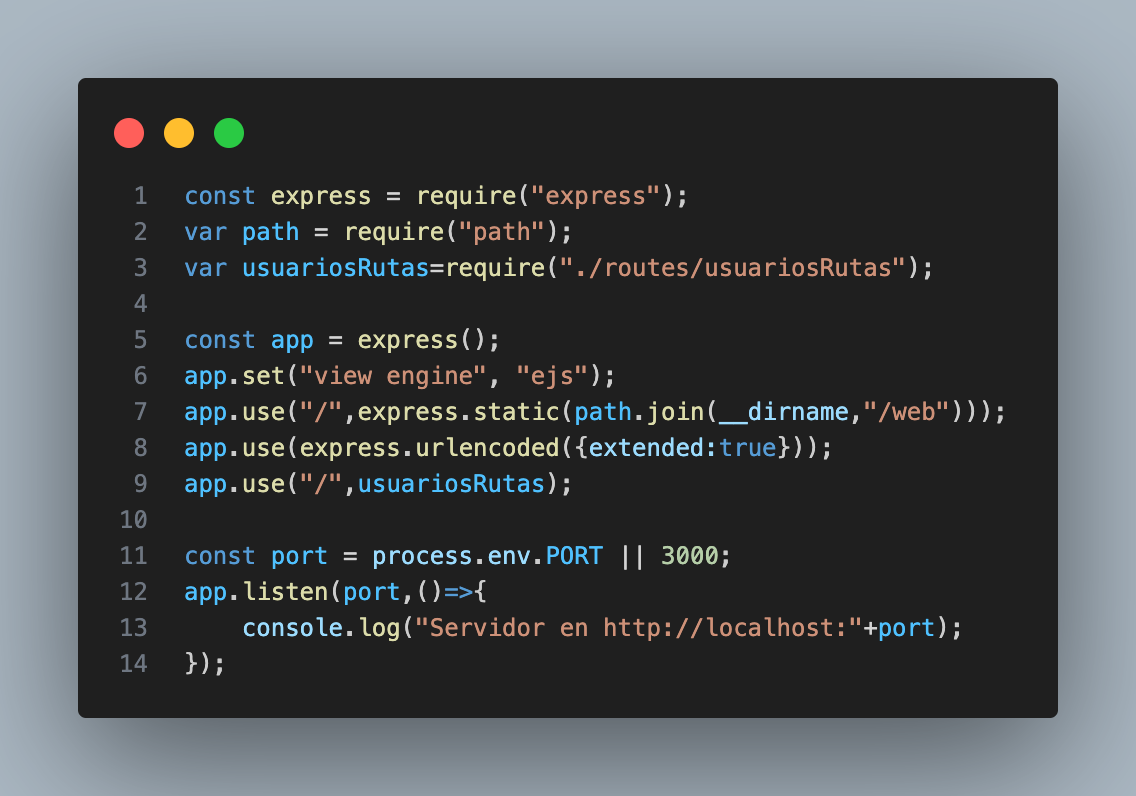 1 const express = require("express");
2 var path = require("path");
3 var usuariosRutas=require("./routes/usuariosRutas");
4
5 const app = express();
6 app.set("view engine", "ejs");
7 app.use("/",express.static(path.join(__dirname,"/web")));
8 app.use(express.urlencoded({extended:true}));
9 app.use("/",usuariosRutas);
10
11 const port = process.env.PORT || 3000;
12 app.listen(port,()=>{
13     console.log("Servidor en http://localhost:"+port);
14 });